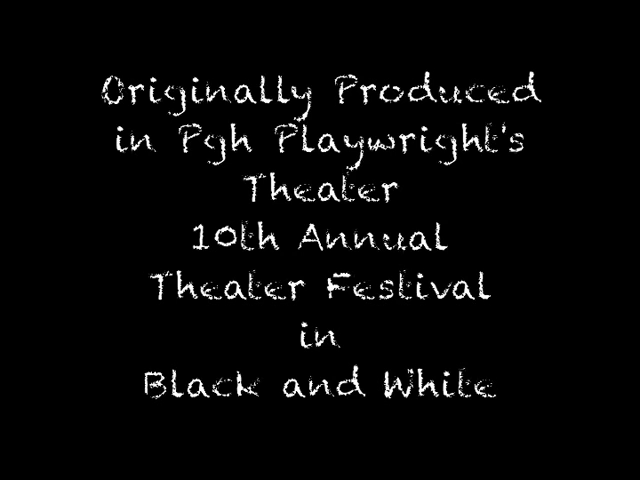 Originally Produced
in Pgh Playwright's
Theater
10th Annual
Theater Festival
in
Black and White